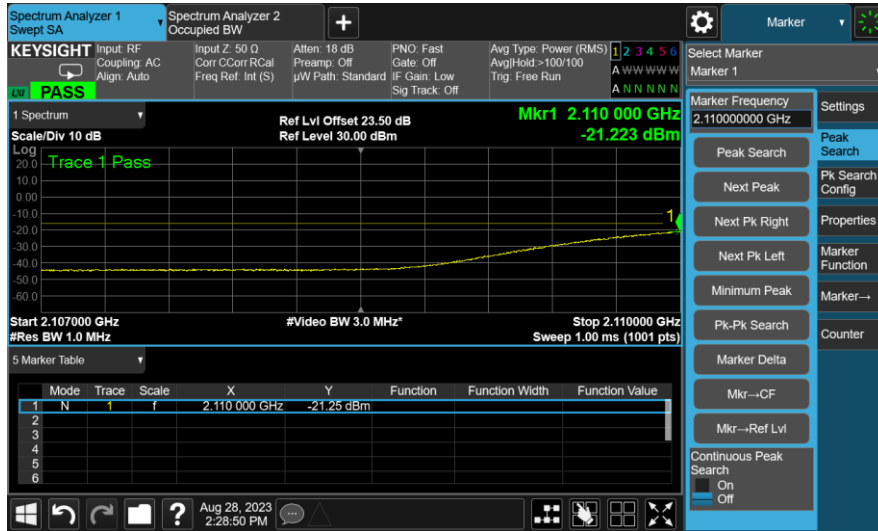 Spectrum Analyzer 1
Swept SA
Spectrum Analyzer 2
Occupied BW
+
Marker
KEYSIGHT
Input: RF
Coupling: AC
Align: Auto
Input Z: 50 Ω
Corr CCorr RCal
Freq Ref: Int (S)
Atten: 18 dB
Preamp: Off
µW Path: Standard
PNO: Fast
Gate: Off
IF Gain: Low
Sig Track: Off
Avg Type: Power (RMS)
Avg|Hold:>100/100
Trig: Free Run
1 2 3 4 5 6
A W W W W W
A N N N N N
LXI
PASS
Select Marker
Marker 1
1 Spectrum
Scale/Div 10 dB
Ref Lvl Offset 23.50 dB
Ref Level 30.00 dBm
Mkr1 2.110 000 GHz
-21.223 dBm
Log
Trace 1 Pass
20.0
10.0
0.00
-10.0
-20.0
-30.0
-40.0
-50.0
-60.0
1
Start 2.107000 GHz
#Res BW 1.0 MHz
#Video BW 3.0 MHz*
Stop 2.110000 GHz
Sweep 1.00 ms (1001 pts)
5 Marker Table
Mode Trace Scale X Y Function Function Width Function Value
1 N 1 f 2.110 000 GHz -21.25 dBm
2
3
4
5
6
Marker Frequency
2.110000000 GHz
Peak Search
Next Peak
Next Pk Right
Next Pk Left
Minimum Peak
Pk-Pk Search
Marker Delta
Mkr→CF
Mkr→Ref Lvl
Continuous Peak
Search
On
Off
Settings
Peak
Search
Pk Search
Config
Properties
Marker
Function
Marker→
Counter
?
Aug 28, 2023
2:28:50 PM